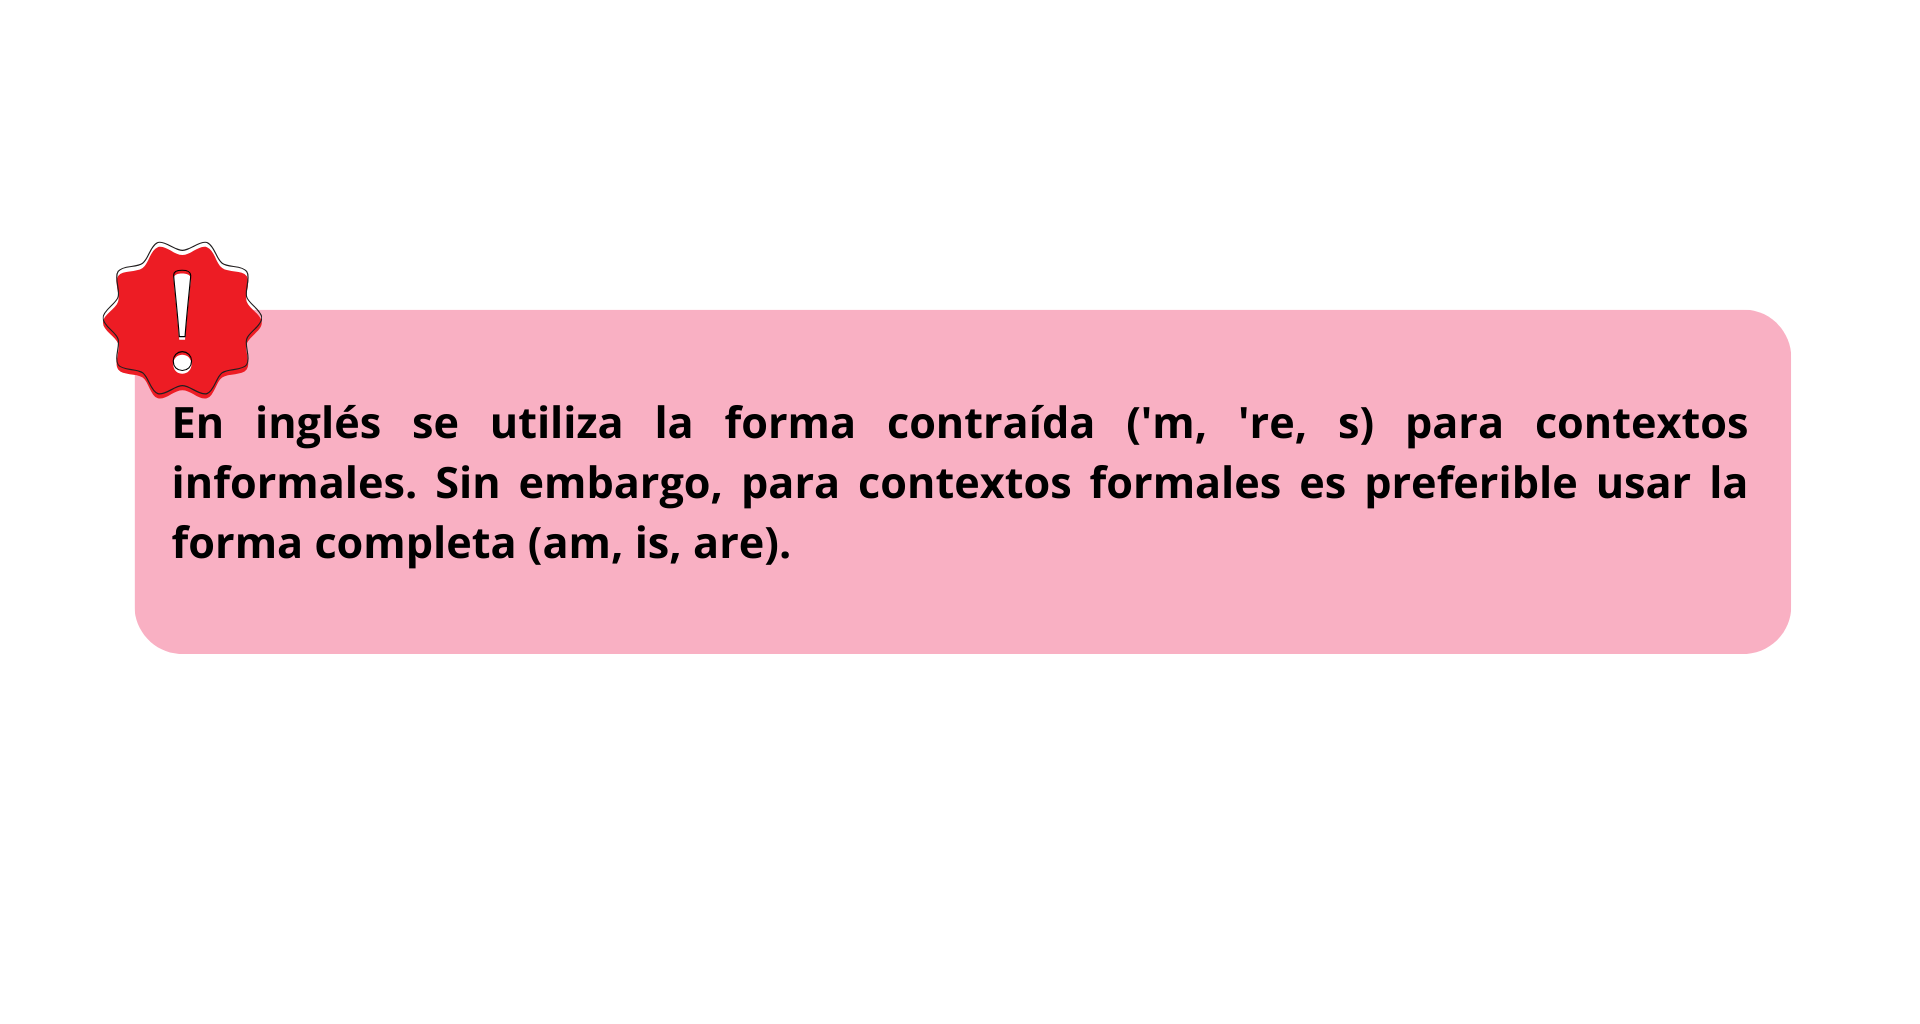 En inglés se utiliza la forma contraída ('m, 're, s) para contextos
informales. Sin embargo, para contextos formales es preferible usar la
forma completa (am, is, are).